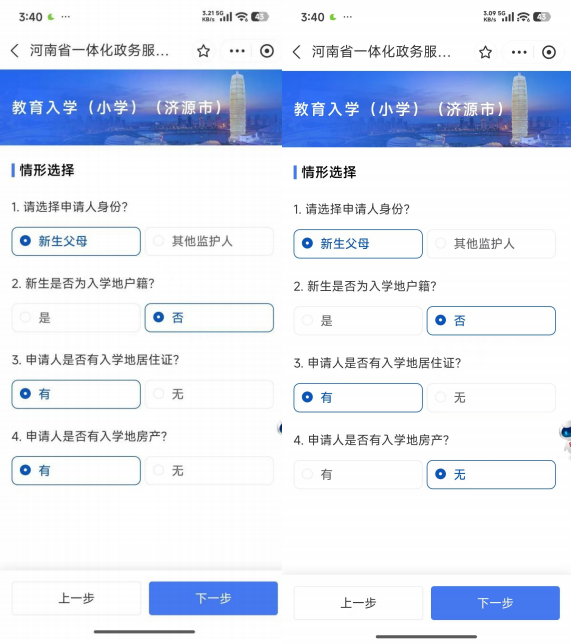 3:40
3.21 5G
KB/s
43
河南省一体化政务服...
教育入学（小学）（济源市）
情形选择
1. 请选择申请人身份?
新生父母
其他监护人
2. 新生是否为入学地户籍?
是
否
3. 申请人是否有入学地居住证?
有
无
4. 申请人是否有入学地房产?
有
无
上一步
下一步
3:40
3.09 5G
KB/s
43
河南省一体化政务服...
教育入学（小学）（济源市）
情形选择
1. 请选择申请人身份?
新生父母
其他监护人
2. 新生是否为入学地户籍?
是
否
3. 申请人是否有入学地居住证?
有
无
4. 申请人是否有入学地房产?
有
无
上一步
下一步